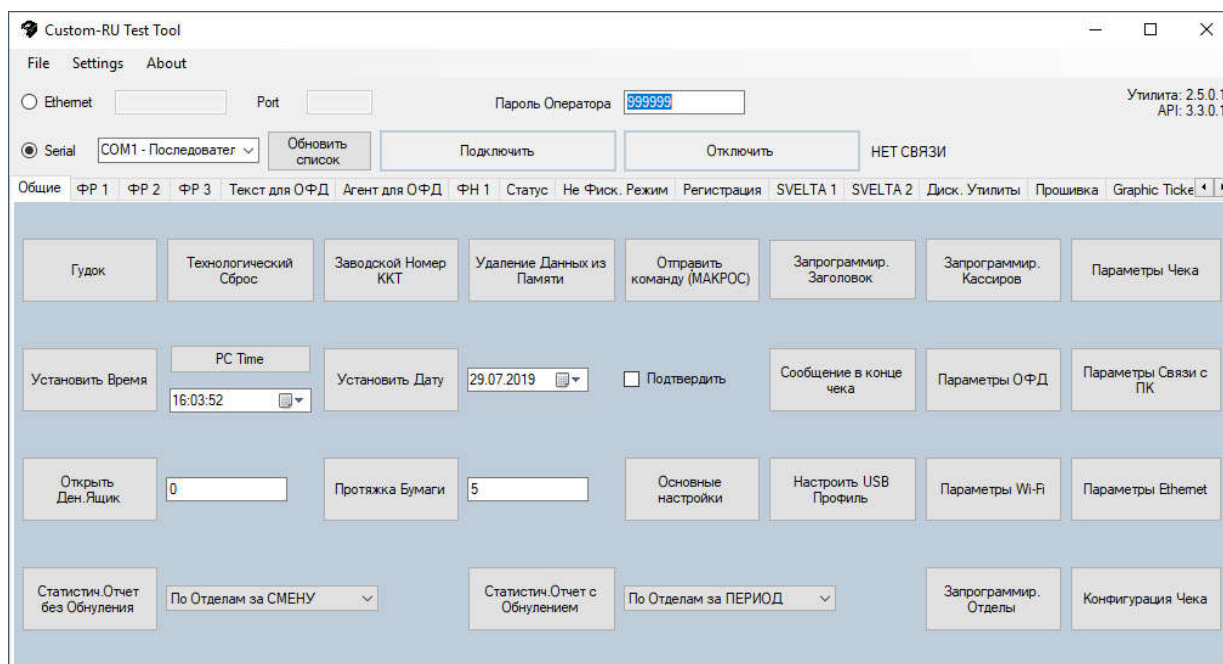 Custom-RU Test Tool
File Settings About
Ethernet Port Пароль Оператора 999999
Утилита: 2.5.0.1
API: 3.3.0.1
Serial COM1 - Последовател Обновить список Подключить Отключить НЕТ СВЯЗИ
Общие ФР 1 ФР 2 ФР 3 Текст для ОФД Агент для ОФД ФН 1 Статус Не Фиск. Режим Регистрация SVELTA 1 SVELTA 2 Диск. Утилиты Прошивка Graphic Ticke
Гудок
Технологический
Сброс
Заводской Номер
ККТ
Удаление Данных из
Памяти
Отправить
команду (МАКРОС)
Запрограммир.
Заголовок
Запрограммир.
Кассиров
Параметры Чека
Установить Время
PC Time
16:03:52
Установить Дату
29.07.2019
Подтвердить
Сообщение в конце
чека
Параметры ОФД
Параметры Связи с
ПК
Открыть
Ден.Ящик
0
Протяжка Бумаги
5
Основные
настройки
Настроить USB
Профиль
Параметры Wi-Fi
Параметры Ethernet
Статистич.Отчет
без Обнуления
По Отделам за СМЕНУ
Статистич.Отчет с
Обнулением
По Отделам за ПЕРИОД
Запрограммир.
Отделы
Конфигурация Чека